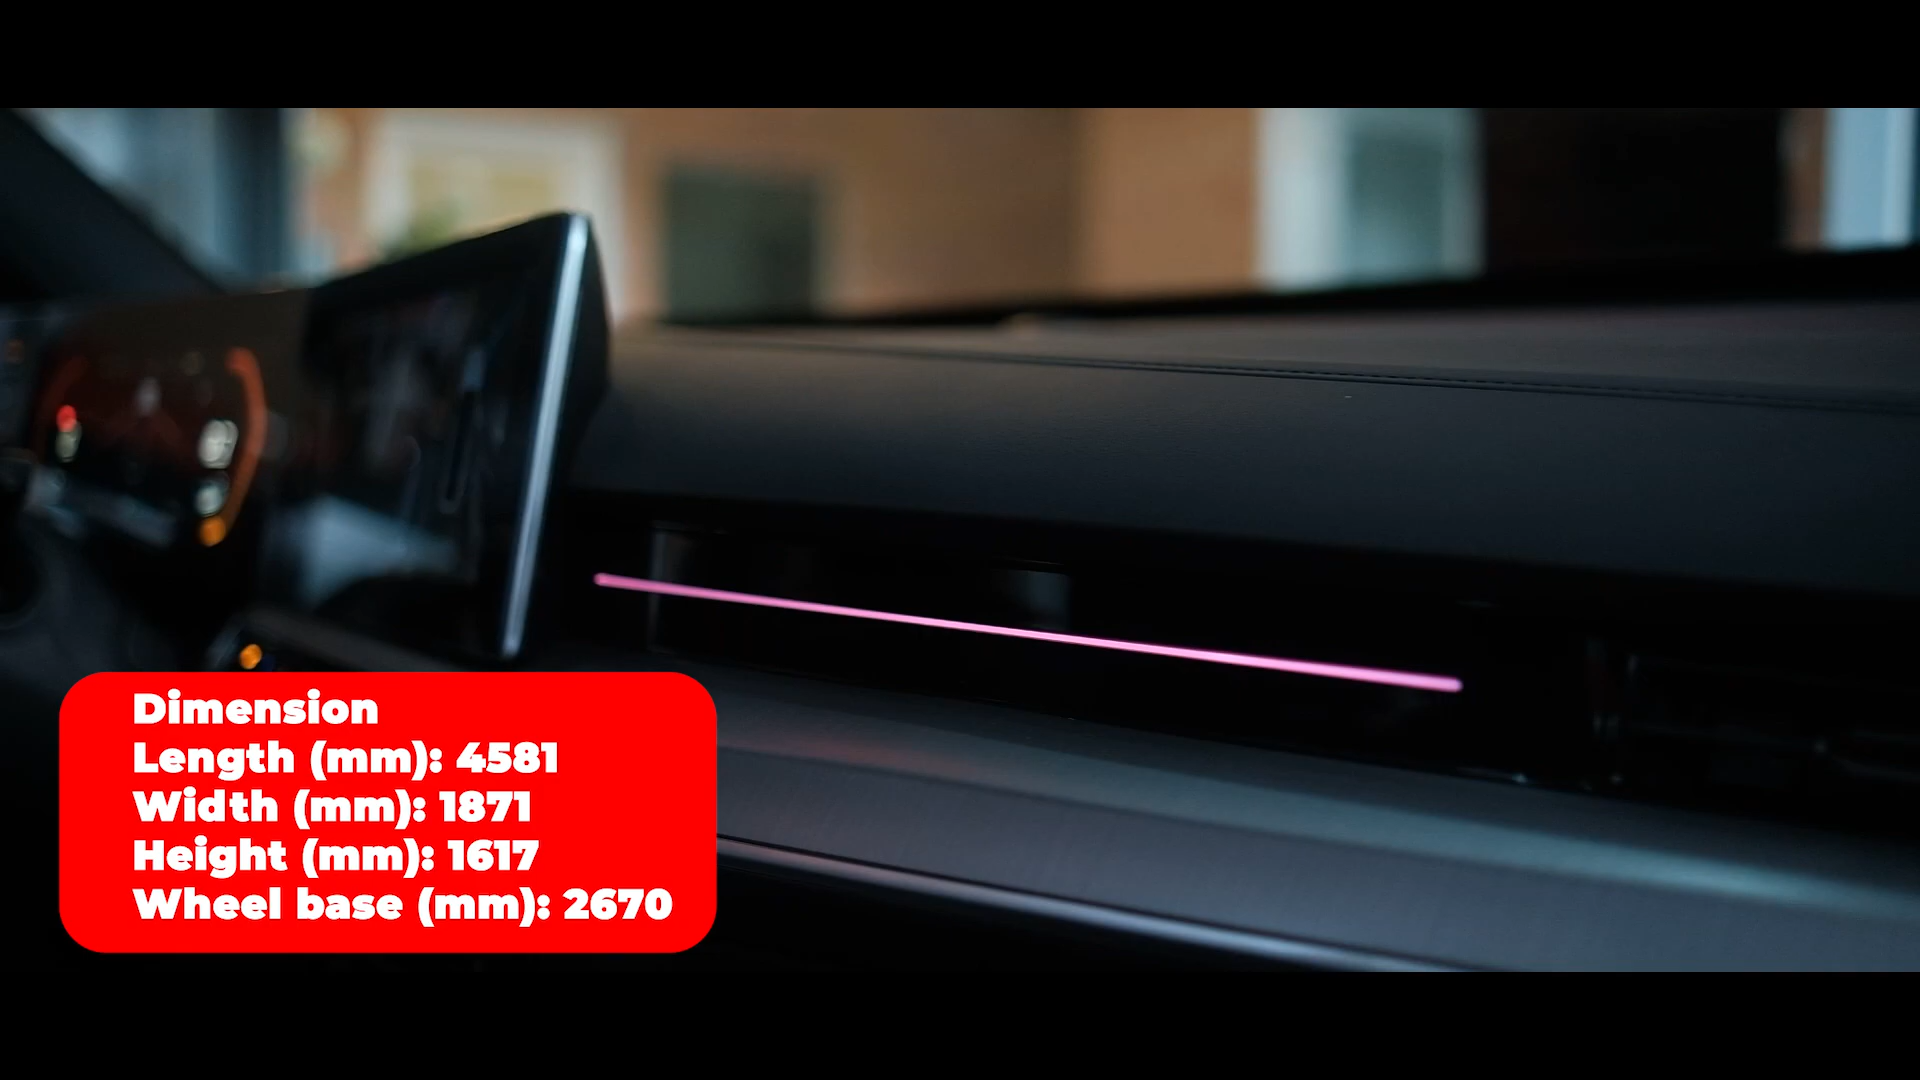 Dimension
Length (mm): 4581
Width (mm): 1871
Height (mm): 1617
Wheel base (mm): 2670